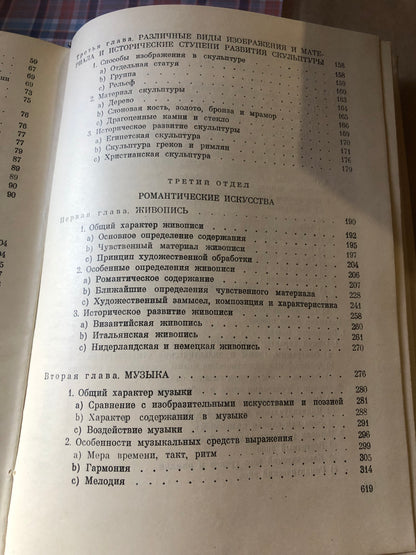 Третья глава. РАЗЛИЧНЫЕ ВИДЫ ИЗОБРАЖЕНИЯ И МАТЕ-
РИАЛА И ИСТОРИЧЕСКИЕ СТУПЕНИ РАЗВИТИЯ СКУЛЬПТУРЫ
1. Способы изображения в скульптуре 156
a) Отдельная статуя
b) Группа
c) Рельеф
2. Материал скульптуры
a) Дерево
b) Слоновая кость, золото, бронза и мрамор
c) Драгоценные камни и стекло
3. Историческое развитие скульптуры
a) Египетская скульптура
b) Скульптура греков и римлян
c) Христианская скульптура 179
ТРЕТИЙ ОТДЕЛ
РОМАНТИЧЕСКИЕ ИСКУССТВА
Первая глава. ЖИВОПИСЬ
1. Общий характер живописи 190
a) Основное определение содержания 192
b) Чувственный материал живописи 195
c) Принцип художественной обработки 197
2. Особенные определения живописи 204
a) Романтическое содержание
b) Ближайшие определения чувственного материала 228
c) Художественный замысел, композиция и характеристика 241
3. Историческое развитие живописи 258
a) Византийская живопись 260
b) Итальянская живопись 261
c) Нидерландская и немецкая живопись 270
Вторая глава. МУЗЫКА 276
1. Общий характер музыки 280
a) Сравнение с изобразительными искусствами и поэзией 281
b) Характер содержания в музыке 288
c) Воздействие музыки 291
2. Особенности музыкальных средств выражения 296
a) Мера времени, такт, ритм 299
b) Гармония 305
c) Мелодия 314
619